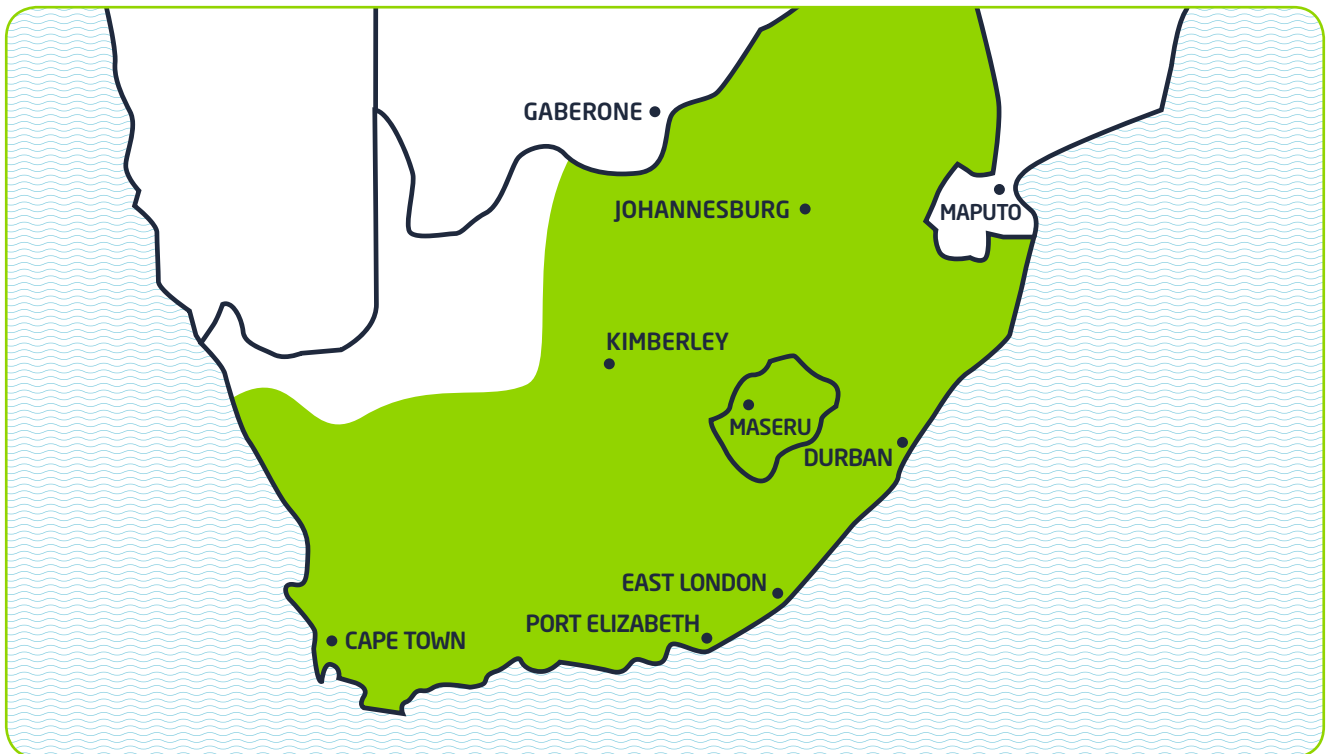 GABERONE
JOHANNESBURG
MAPUTO
KIMBERLEY
MASERU
DURBAN
EAST LONDON
PORT ELIZABETH
CAPE TOWN